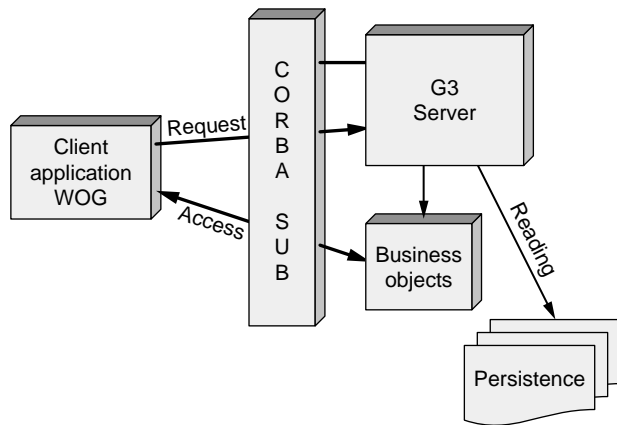 Client
application
WOG
Request
Access
C
O
R
B
A
S
U
B
G3
Server
Business
objects
Reading
Persistence